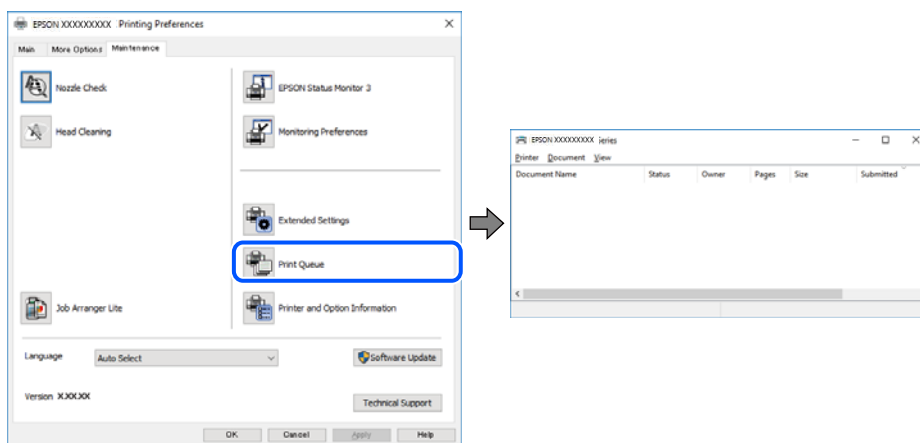 EPSON XXXXXXXXX Printing Preferences
Main More Options Maintenance
Nozzle Check
EPSON Status Monitor 3
Head Cleaning
Monitoring Preferences
Extended Settings
Print Queue
Job Arranger Lite
Printer and Option Information
Language Auto Select Software Update
Version X.XX.XX
Technical Support
OK Cancel Apply Help
EPSON XXXXXXXXX Series
Printer Document View
Document Name Status Owner Pages Size Submitted